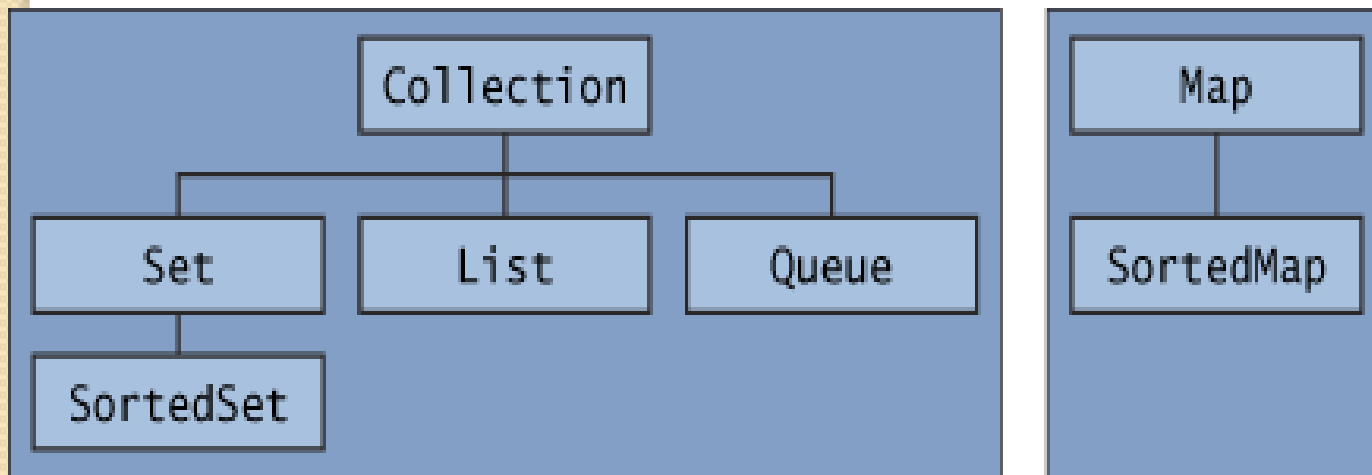 Collection
Map
Set
List
Queue
SortedMap
SortedSet